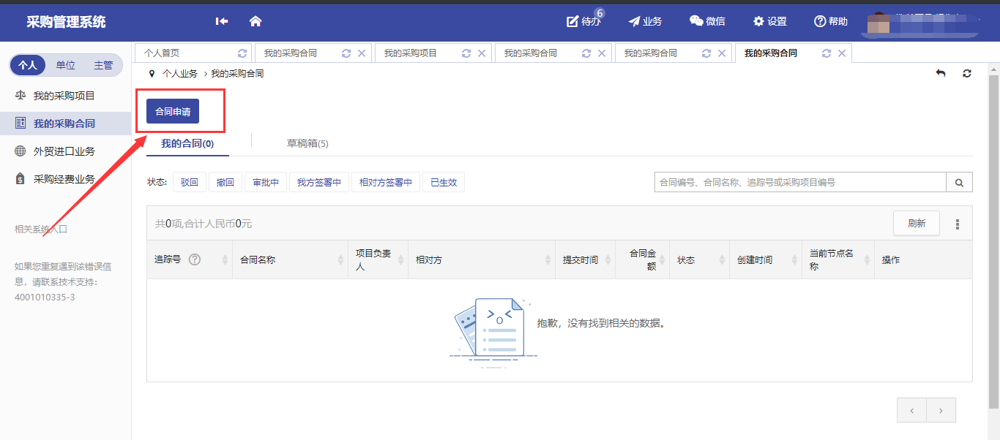 采购管理系统
6
待办
业务
微信
设置
帮助
个人 单位 主管
个人首页
我的采购合同
我的采购项目
我的采购合同
我的采购合同
我的采购合同
个人业务 > 我的采购合同
我的采购项目
我的采购合同
外贸进口业务
采购经费业务
相关系统入口
如果您重复遇到该错误信
息，请联系技术支持:
4001010335-3
合同申请
我的合同(0)
草稿箱(5)
状态: 驳回 撤回 审批中 我方签署中 相对方签署中 已生效
合同编号、合同名称、追踪号或采购项目编号
共0项,合计人民币0元
刷新
追踪号
合同名称
项目负责
人
相对方
提交时间
合同金
额
状态
创建时间
当前节点名
称
操作
抱歉，没有找到相关的数据。